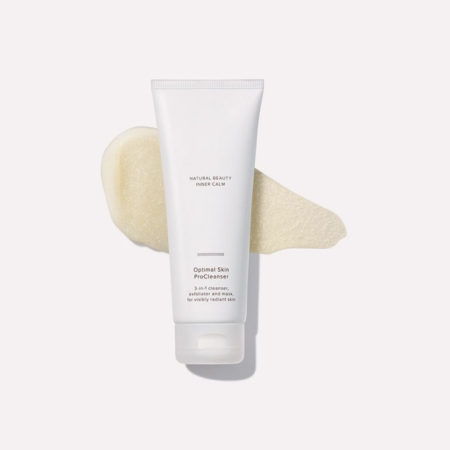 NATURAL BEAUTY
INNER CALM
Optimal Skin
ProCleanser
3-in-1 cleanser,
exfoliator and mask,
for visibly radiant skin